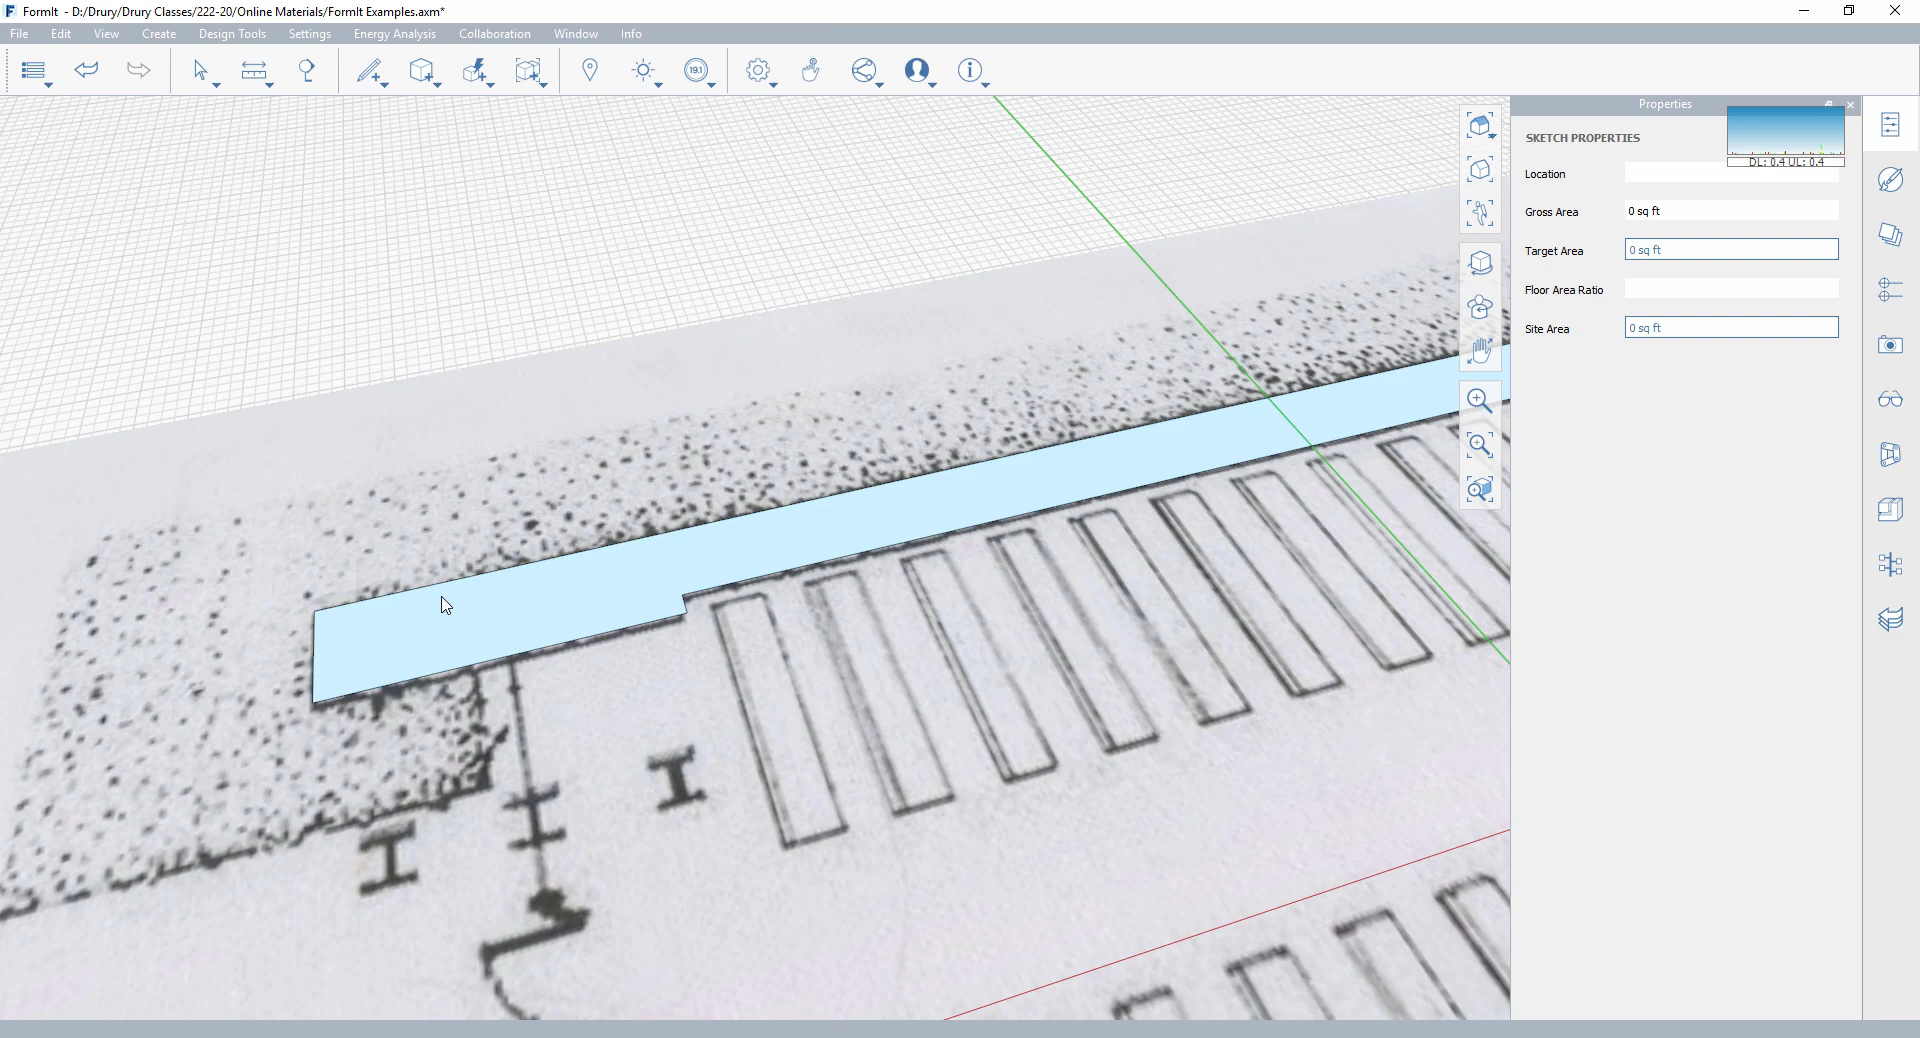 FormIt - D:/Drury/Drury Classes/222-20/Online Materials/FormIt Examples.axm*
File Edit View Create Design Tools Settings Energy Analysis Collaboration Window Info
19.1
Properties
SKETCH PROPERTIES
DL: 0.4 UL: 0.4
Location
Gross Area 0 sq ft
Target Area 0 sq ft
Floor Area Ratio
Site Area 0 sq ft